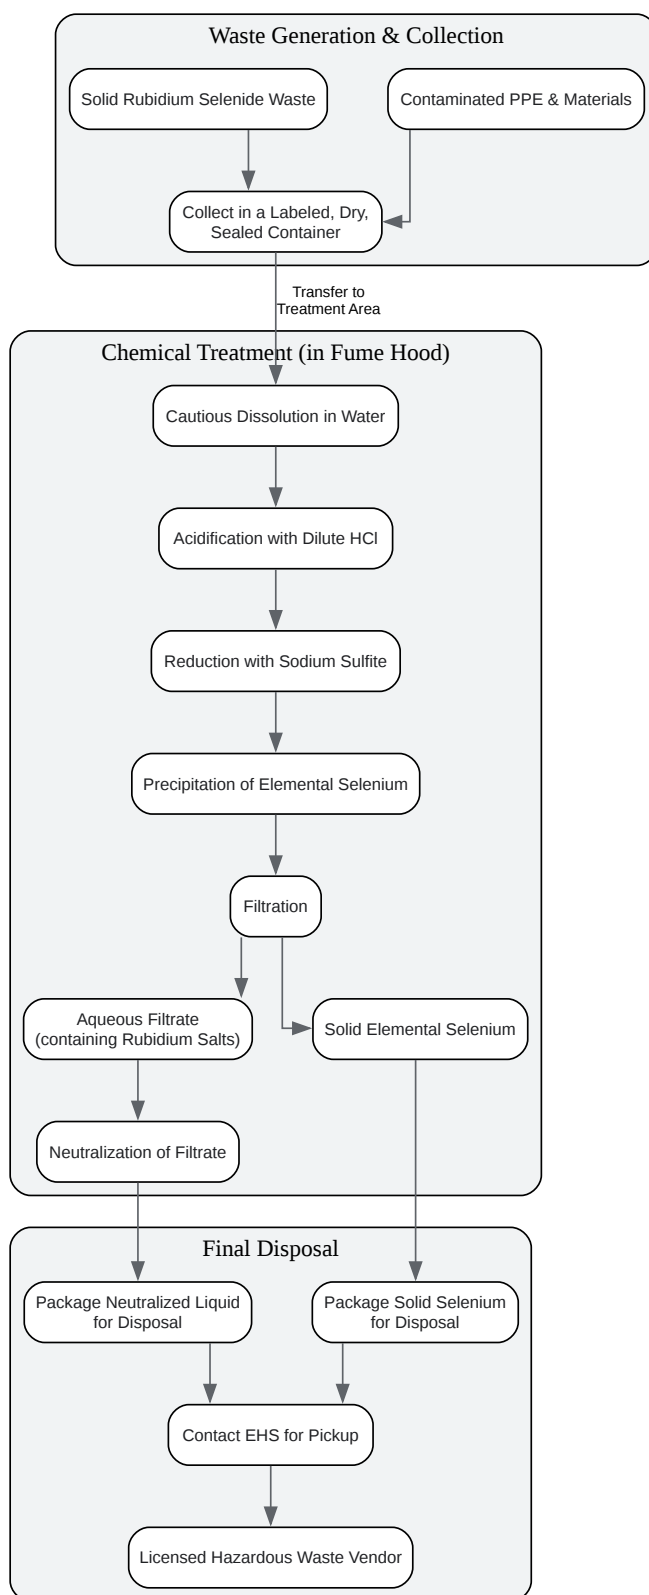 Waste Generation & Collection
Solid Rubidium Selenide Waste
Contaminated PPE & Materials
Collect in a Labeled, Dry,
Sealed Container
Transfer to
Treatment Area
Chemical Treatment (in Fume Hood)
Cautious Dissolution in Water
Acidification with Dilute HCl
Reduction with Sodium Sulfite
Precipitation of Elemental Selenium
Filtration
Aqueous Filtrate
(containing Rubidium Salts)
Solid Elemental Selenium
Neutralization of Filtrate
Final Disposal
Package Neutralized Liquid
for Disposal
Package Solid Selenium
for Disposal
Contact EHS for Pickup
Licensed Hazardous Waste Vendor